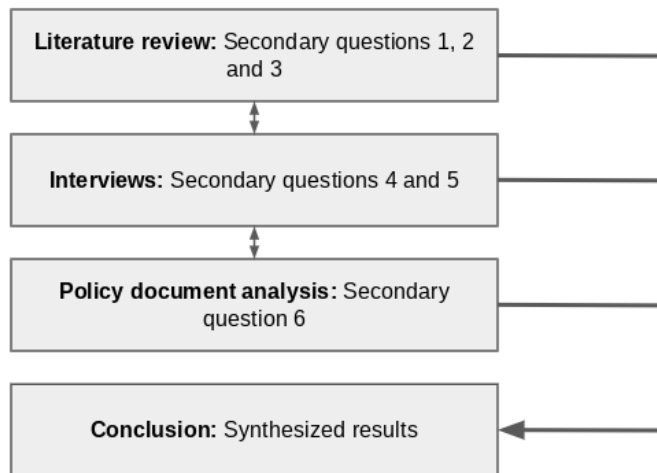 Literature review: Secondary questions 1, 2
and 3
Interviews: Secondary questions 4 and 5
Policy document analysis: Secondary
question 6
Conclusion: Synthesized results